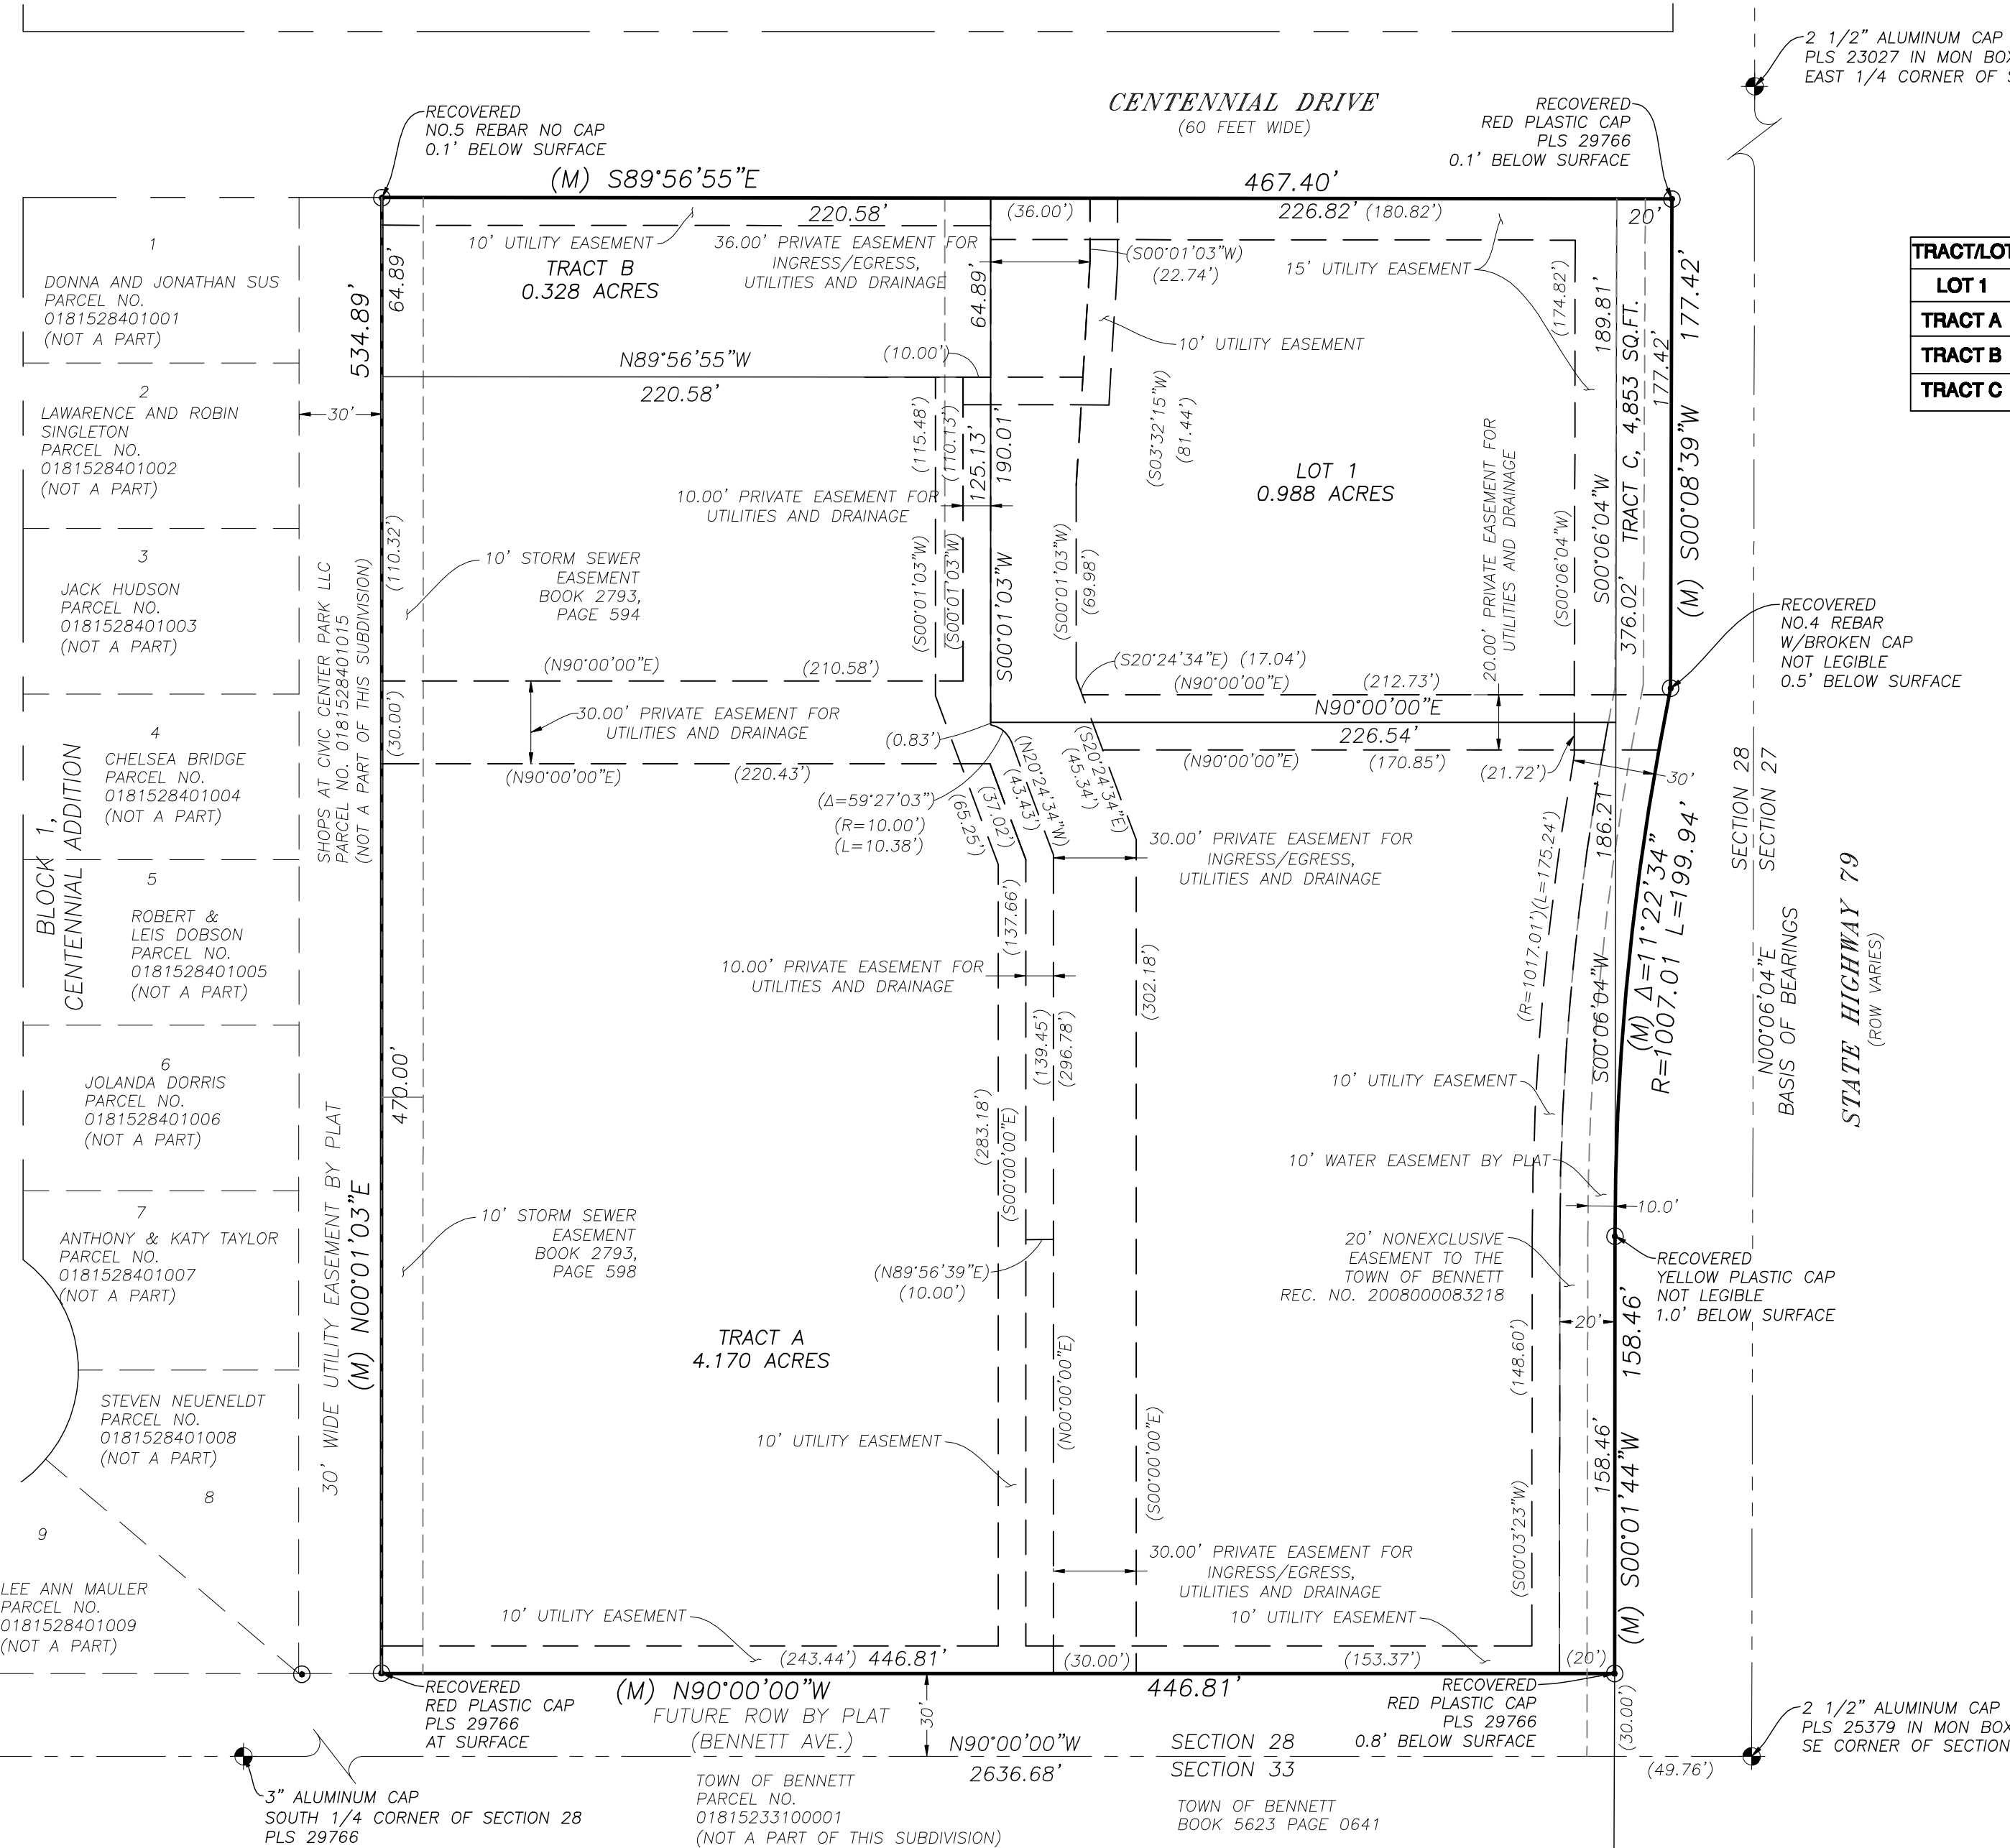 2 1/2" ALUMINUM CAP
PLS 23027 IN MON BOX
EAST 1/4 CORNER OF
CENTENNIAL DRIVE
(60 FEET WIDE)
RECOVERED
NO.5 REBAR NO CAP
0.1' BELOW SURFACE
RECOVERED
RED PLASTIC CAP
PLS 29766
0.1' BELOW SURFACE
(M) S89°56'55"E
467.40'
220.58'
(36.00')
226.82' (180.82')
20'
10' UTILITY EASEMENT
TRACT B
0.328 ACRES
36.00' PRIVATE EASEMENT FOR
INGRESS/EGRESS,
UTILITIES AND DRAINAGE
(S00°01'03"W)
(22.74')
15' UTILITY EASEMENT
10' UTILITY EASEMENT
64.89'
534.89'
64.89'
(174.82')
189.81'
TRACT C, 4,853 SQ.FT.
177.42'
177.42'
(M) S00°08'39"W
TRACT/LOT
LOT 1
TRACT A
TRACT B
TRACT C
1
DONNA AND JONATHAN SUS
PARCEL NO.
0181528401001
(NOT A PART)
2
LAWARENCE AND ROBIN
SINGLETON
PARCEL NO.
0181528401002
(NOT A PART)
3
JACK HUDSON
PARCEL NO.
0181528401003
(NOT A PART)
4
CHELSEA BRIDGE
PARCEL NO.
0181528401004
(NOT A PART)
5
ROBERT &
LEIS DOBSON
PARCEL NO.
0181528401005
(NOT A PART)
6
JOLANDA DORRIS
PARCEL NO.
0181528401006
(NOT A PART)
7
ANTHONY & KATY TAYLOR
PARCEL NO.
0181528401007
(NOT A PART)
STEVEN NEUENELDT
PARCEL NO.
0181528401008
(NOT A PART)
8
9
LEE ANN MAULER
PARCEL NO.
0181528401009
(NOT A PART)
BLOCK 1,
CENTENNIAL ADDITION
30'
SHOPS AT CIVIC CENTER PARK LLC
PARCEL NO. 0181528401015
(NOT A PART OF THIS SUBDIVISION)
30' WIDE UTILITY EASEMENT BY PLAT
(M) N00°01'03"E
470.00'
N89°56'55"W
220.58'
(10.00')
(115.48')
(110.13')
125.13'
190.01'
(S03°32'15"W)
(81.44')
10.00' PRIVATE EASEMENT FOR
UTILITIES AND DRAINAGE
(S00°01'03"W)
(S00°01'03"W)
S00°01'03"W
(S00°01'03"W)
(69.98')
LOT 1
0.988 ACRES
20.00' PRIVATE EASEMENT FOR
UTILITIES AND DRAINAGE
(S00°06'04"W)
S00°06'04"W
376.02'
(110.32')
10' STORM SEWER
EASEMENT
BOOK 2793,
PAGE 594
RECOVERED
NO.4 REBAR
W/BROKEN CAP
NOT LEGIBLE
0.5' BELOW SURFACE
(N90°00'00"E)
(210.58')
(S20°24'34"E) (17.04')
(N90°00'00"E)
(212.73')
N90°00'00"E
226.54'
(30.00')
30.00' PRIVATE EASEMENT FOR
UTILITIES AND DRAINAGE
(0.83')
(N90°00'00"E)
(220.43')
(N90°00'00"E)
(170.85')
(21.72')
30'
(Δ=59°27'03")
(R=10.00')
(L=10.38')
(65.25')
(37.02')
(N20°24'34"W)
(43.43')
(S20°24'34"E)
(45.34')
30.00' PRIVATE EASEMENT FOR
INGRESS/EGRESS,
UTILITIES AND DRAINAGE
(R=1017.01')(L=175.24')
186.21'
S00°06'04"W
(M) Δ=11°22'34"
R=1007.01 L=199.94'
SECTION 28
SECTION 27
N00°06'04"E
BASIS OF BEARINGS
STATE HIGHWAY 79
(ROW VARIES)
(137.66')
10.00' PRIVATE EASEMENT FOR
UTILITIES AND DRAINAGE
(302.18')
(139.45')
(296.78')
(283.18')
(S00°00'00"E)
10' UTILITY EASEMENT
10' WATER EASEMENT BY PLAT
10.0'
10' STORM SEWER
EASEMENT
BOOK 2793,
PAGE 598
(N89°56'39"E)
(10.00')
20' NONEXCLUSIVE
EASEMENT TO THE
TOWN OF BENNETT
REC. NO. 2008000083218
RECOVERED
YELLOW PLASTIC CAP
NOT LEGIBLE
1.0' BELOW SURFACE
20'
158.46'
TRACT A
4.170 ACRES
(N00°00'00"E)
(148.60')
10' UTILITY EASEMENT
(S00°00'00"E)
158.46'
(M) S00°01'44"W
(S00°03'23"W)
30.00' PRIVATE EASEMENT FOR
INGRESS/EGRESS,
UTILITIES AND DRAINAGE
10' UTILITY EASEMENT
10' UTILITY EASEMENT
(243.44')
446.81'
(30.00')
(153.37')
(20')
RECOVERED
RED PLASTIC CAP
PLS 29766
AT SURFACE
(M) N90°00'00"W
446.81'
FUTURE ROW BY PLAT
(BENNETT AVE.)
30'
RECOVERED
RED PLASTIC CAP
PLS 29766
0.8' BELOW SURFACE
(30.00')
N90°00'00"W
2636.68'
SECTION 28
SECTION 33
(49.76')
2 1/2" ALUMINUM CAP
PLS 25379 IN MON BOX
SE CORNER OF SECTION
3" ALUMINUM CAP
SOUTH 1/4 CORNER OF SECTION 28
PLS 29766
TOWN OF BENNETT
PARCEL NO.
01815233100001
(NOT A PART OF THIS SUBDIVISION)
TOWN OF BENNETT
BOOK 5623 PAGE 0641